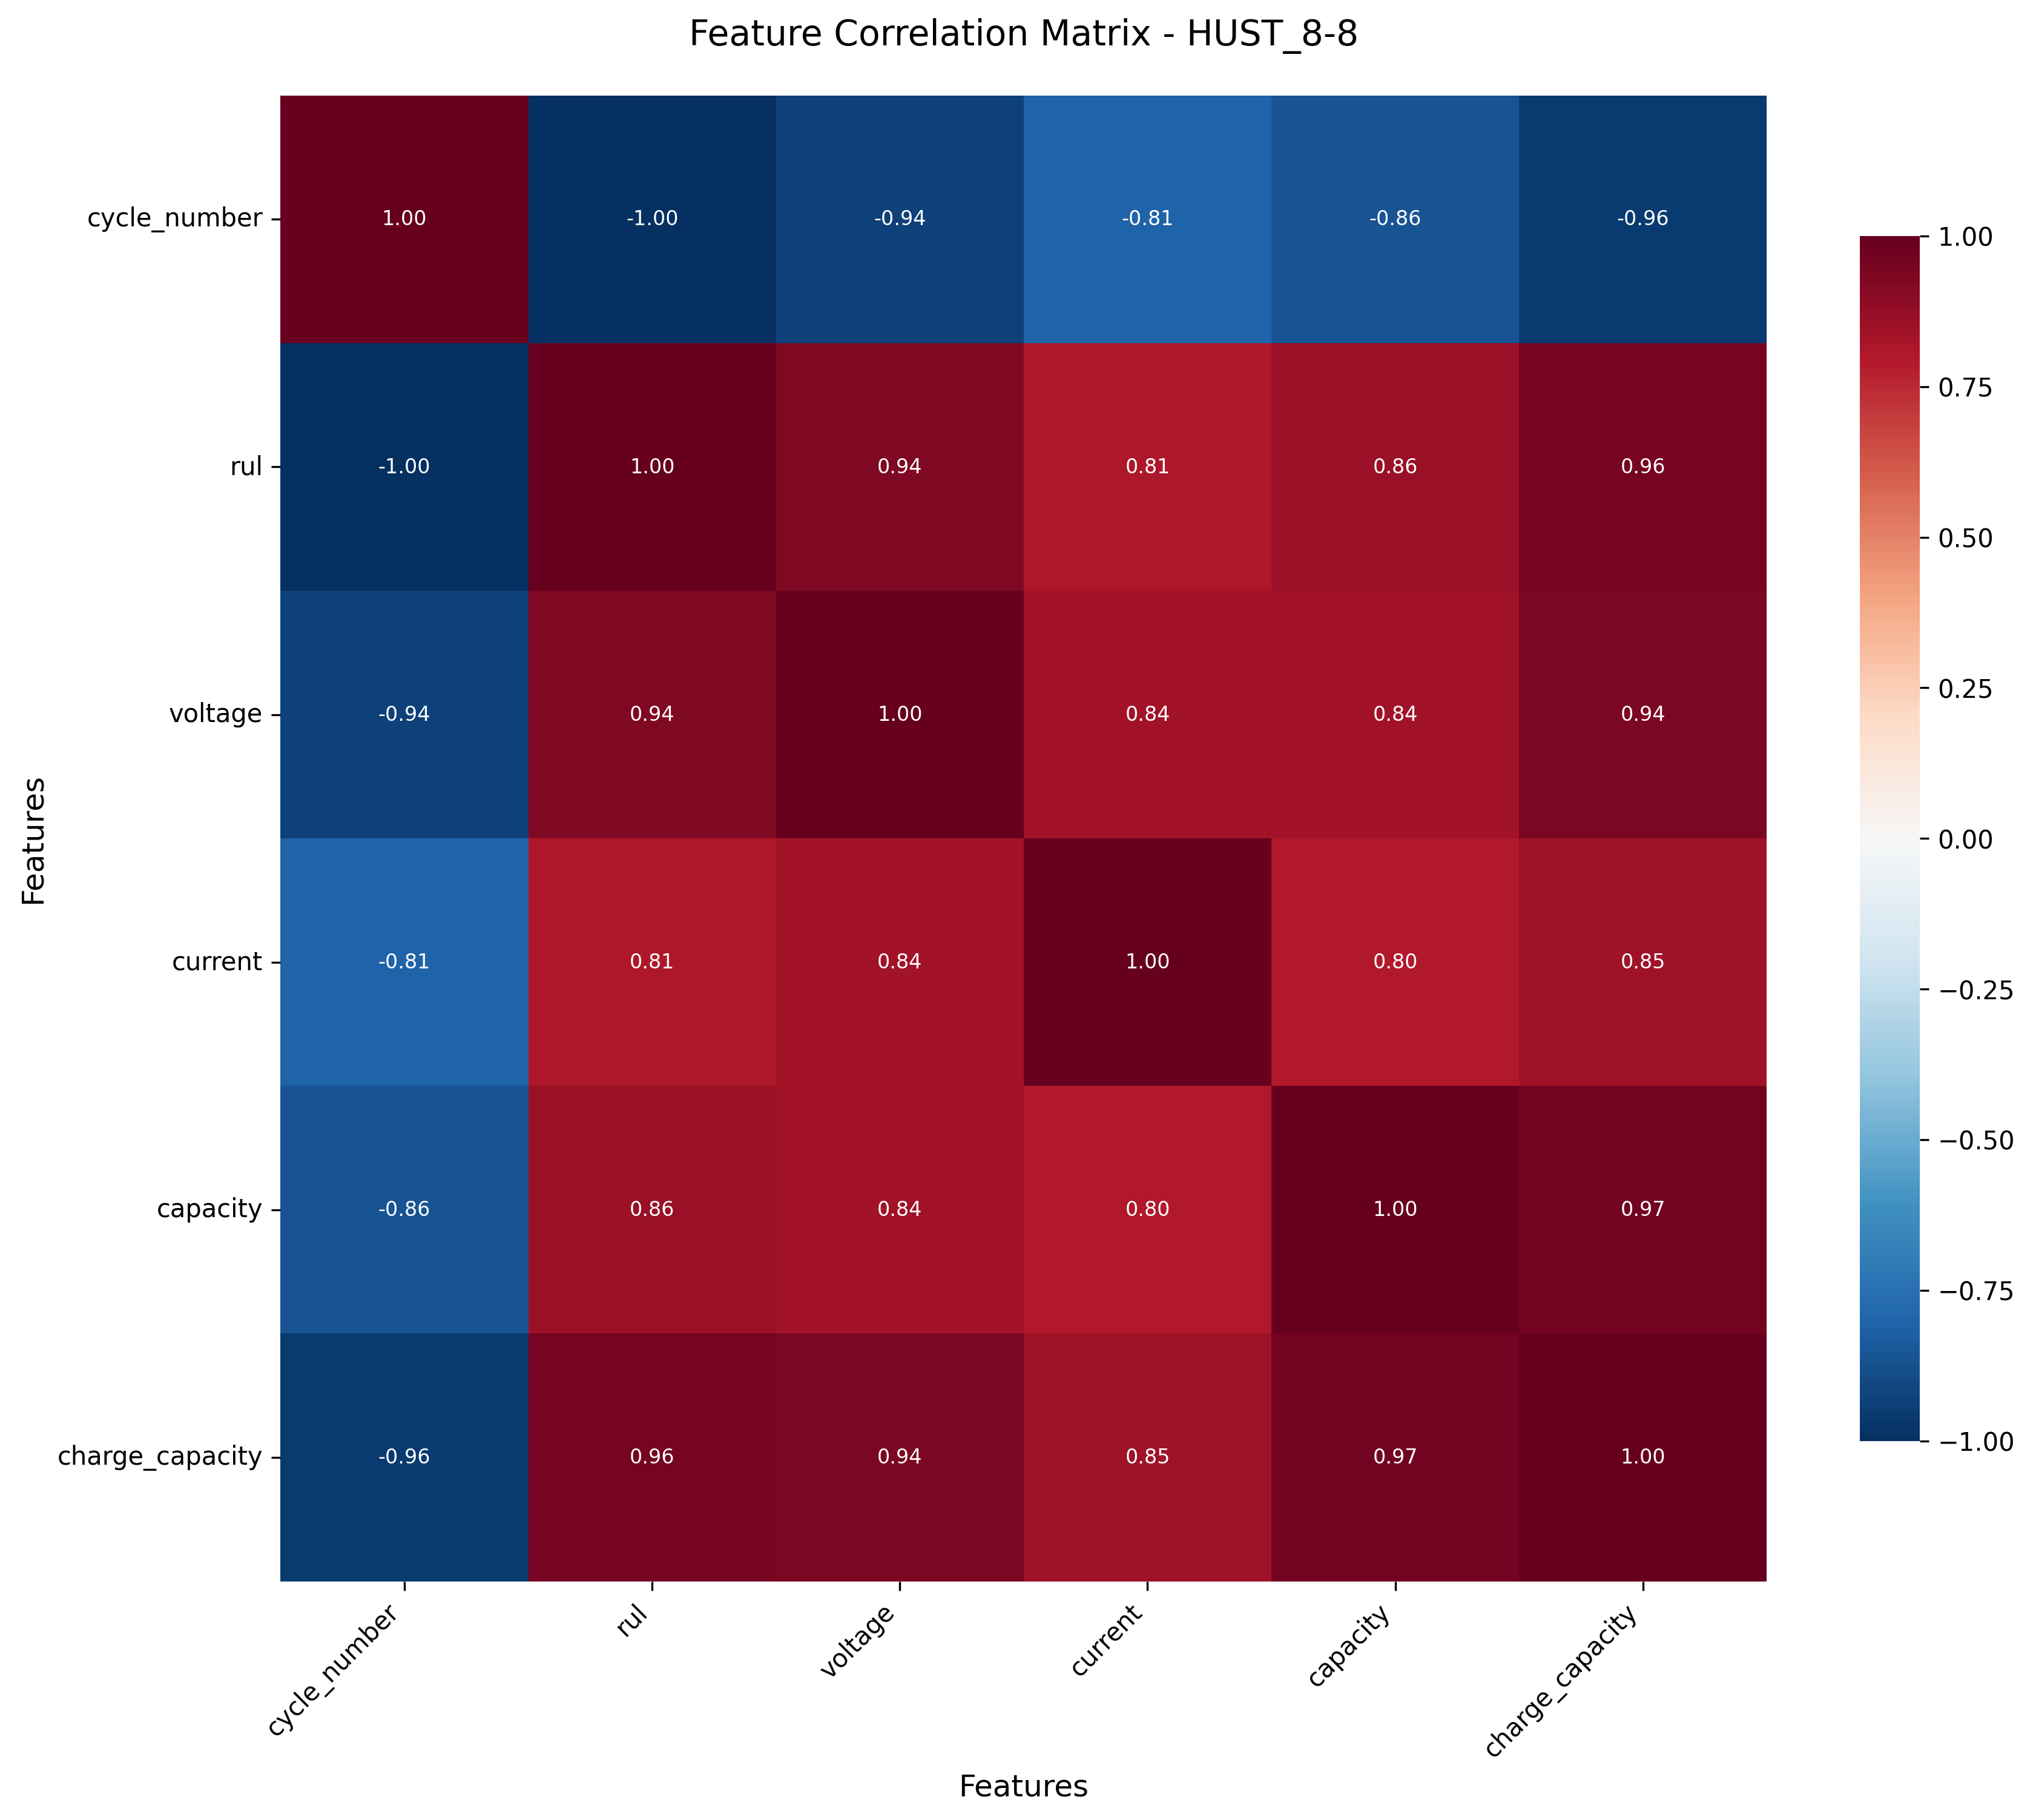 Feature Correlation Matrix - HUST_8-8
cycle_number 1.00 -1.00 -0.94 -0.81 -0.86 -0.96
rul -1.00 1.00 0.94 0.81 0.86 0.96
voltage -0.94 0.94 1.00 0.84 0.84 0.94
current -0.81 0.81 0.84 1.00 0.80 0.85
capacity -0.86 0.86 0.84 0.80 1.00 0.97
charge_capacity -0.96 0.96 0.94 0.85 0.97 1.00
Features
cycle_number rul voltage current capacity charge_capacity
Features
1.00
0.75
0.50
0.25
0.00
−0.25
−0.50
−0.75
−1.00